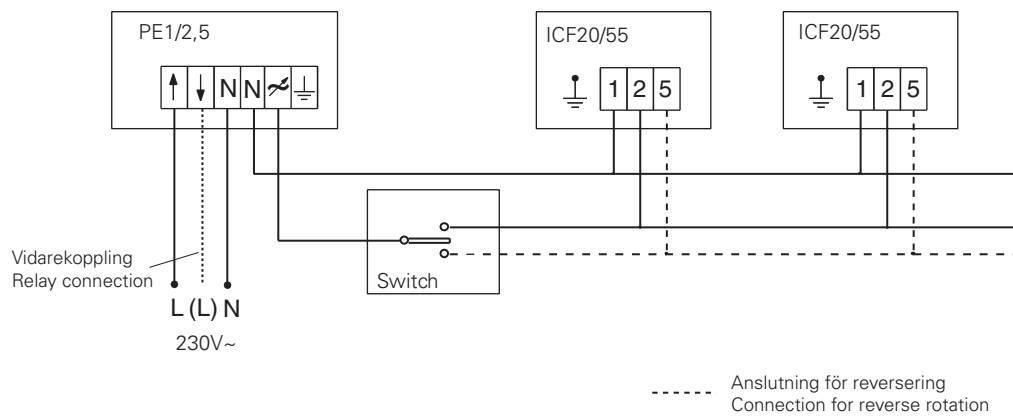 PE1/2,5
N N
ICF20/55
1 2 5
ICF20/55
1 2 5
Switch
Vidarekoppling
Relay connection
L (L) N
230V~
Anslutning för reversering
Connection for reverse rotation